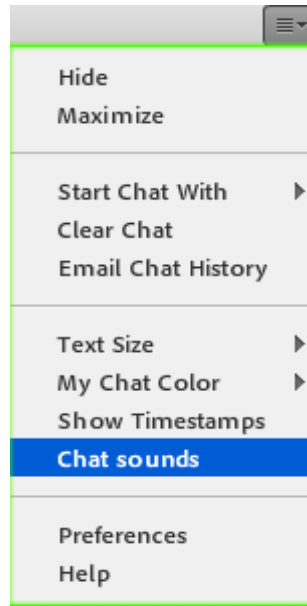 Hide
Maximize
Start Chat With
Clear Chat
Email Chat History
Text Size
My Chat Color
Show Timestamps
Chat sounds
Preferences
Help